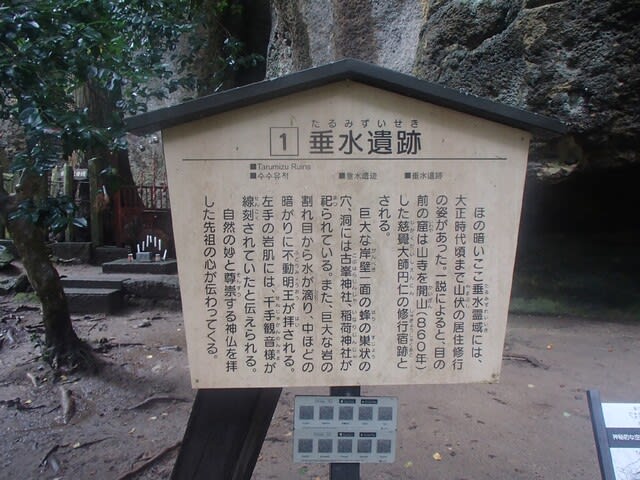 たるみずいせき
1 垂水遺跡
■Tarumizu Ruins ■垂水遗迹 ■垂水遺跡
■수수유적
ほの暗いここ垂水霊域には、
大正時代頃まで山伏の居住修行
の姿があった。一説によると、目の
前の窟は山寺を開山(860年)
した慈覺大師円仁の修行宿跡と
される。
巨大な岸壁一面の蜂の巣状の
穴、洞には古峯神社、稲荷神社が
祀られている。また、巨大な岩の
割れ目から水が滴り、中ほどの
暗がりに不動明王が拝される。
左手の岩肌には、千手観音様が
線刻されていたと伝えられる。
自然の妙と尊崇する神仏を拝
した先祖の心が伝わってくる。